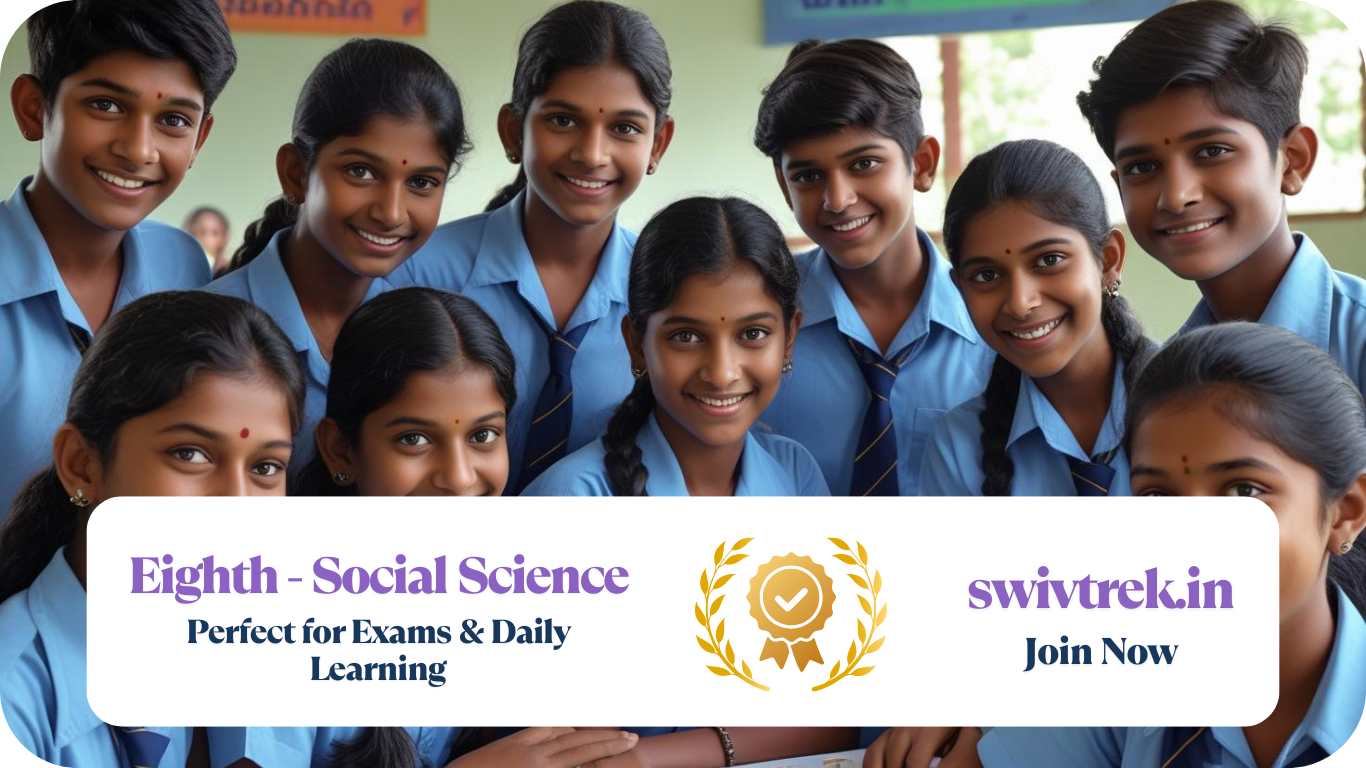 Eighth - Social Science
Perfect for Exams & Daily
Learning
swivtrek.in
Join Now